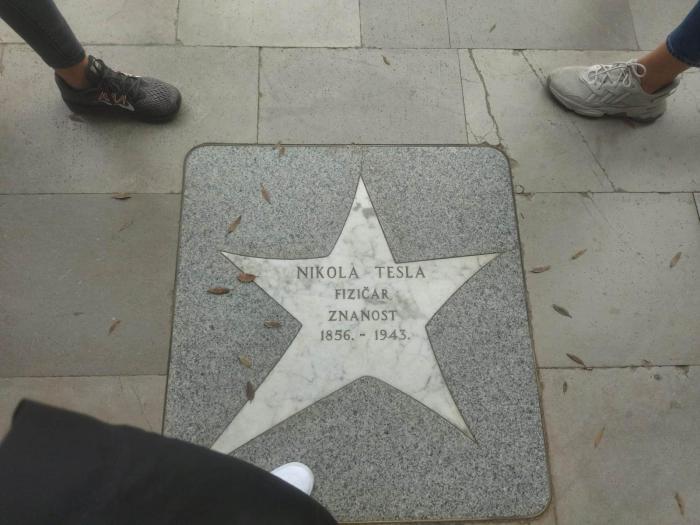 NIKOLA TESLA
FIZIČAR
ZNANOST
1856. - 1943.